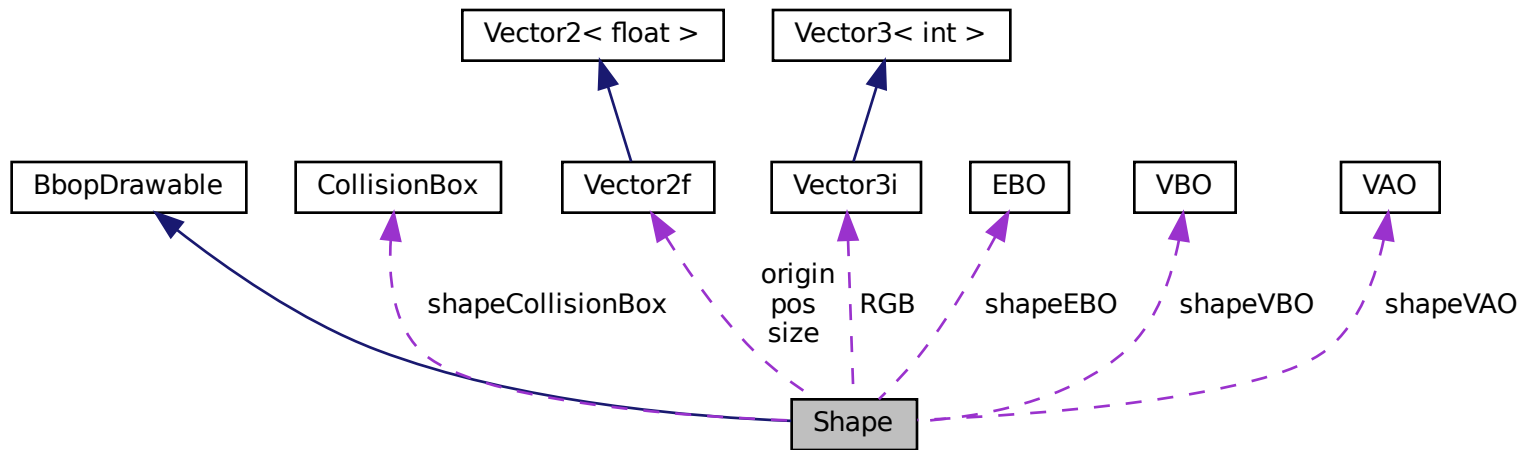 Vector2< float >
Vector3< int >
BbopDrawable
CollisionBox
Vector2f
Vector3i
EBO
VBO
VAO
shapeCollisionBox
origin
pos
size
RGB
shapeEBO
shapeVBO
shapeVAO
Shape